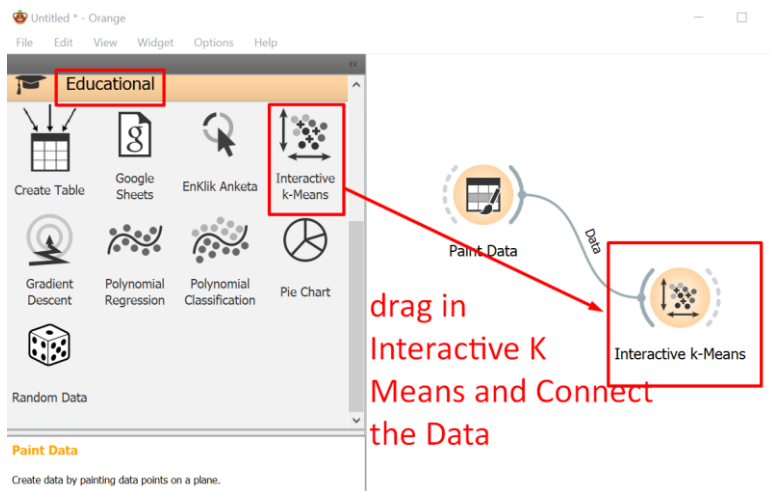 Untitled * - Orange
File Edit View Widget Options Help
Educational
Create Table
Google
Sheets
EnKlik Anketa
Interactive
k-Means
Gradient
Descent
Polynomial
Regression
Polynomial
Classification
Pie Chart
Random Data
Paint Data
Create data by painting data points on a plane.
Paint Data
Data
Interactive k-Means
drag in
Interactive K
Means and Connect
the Data